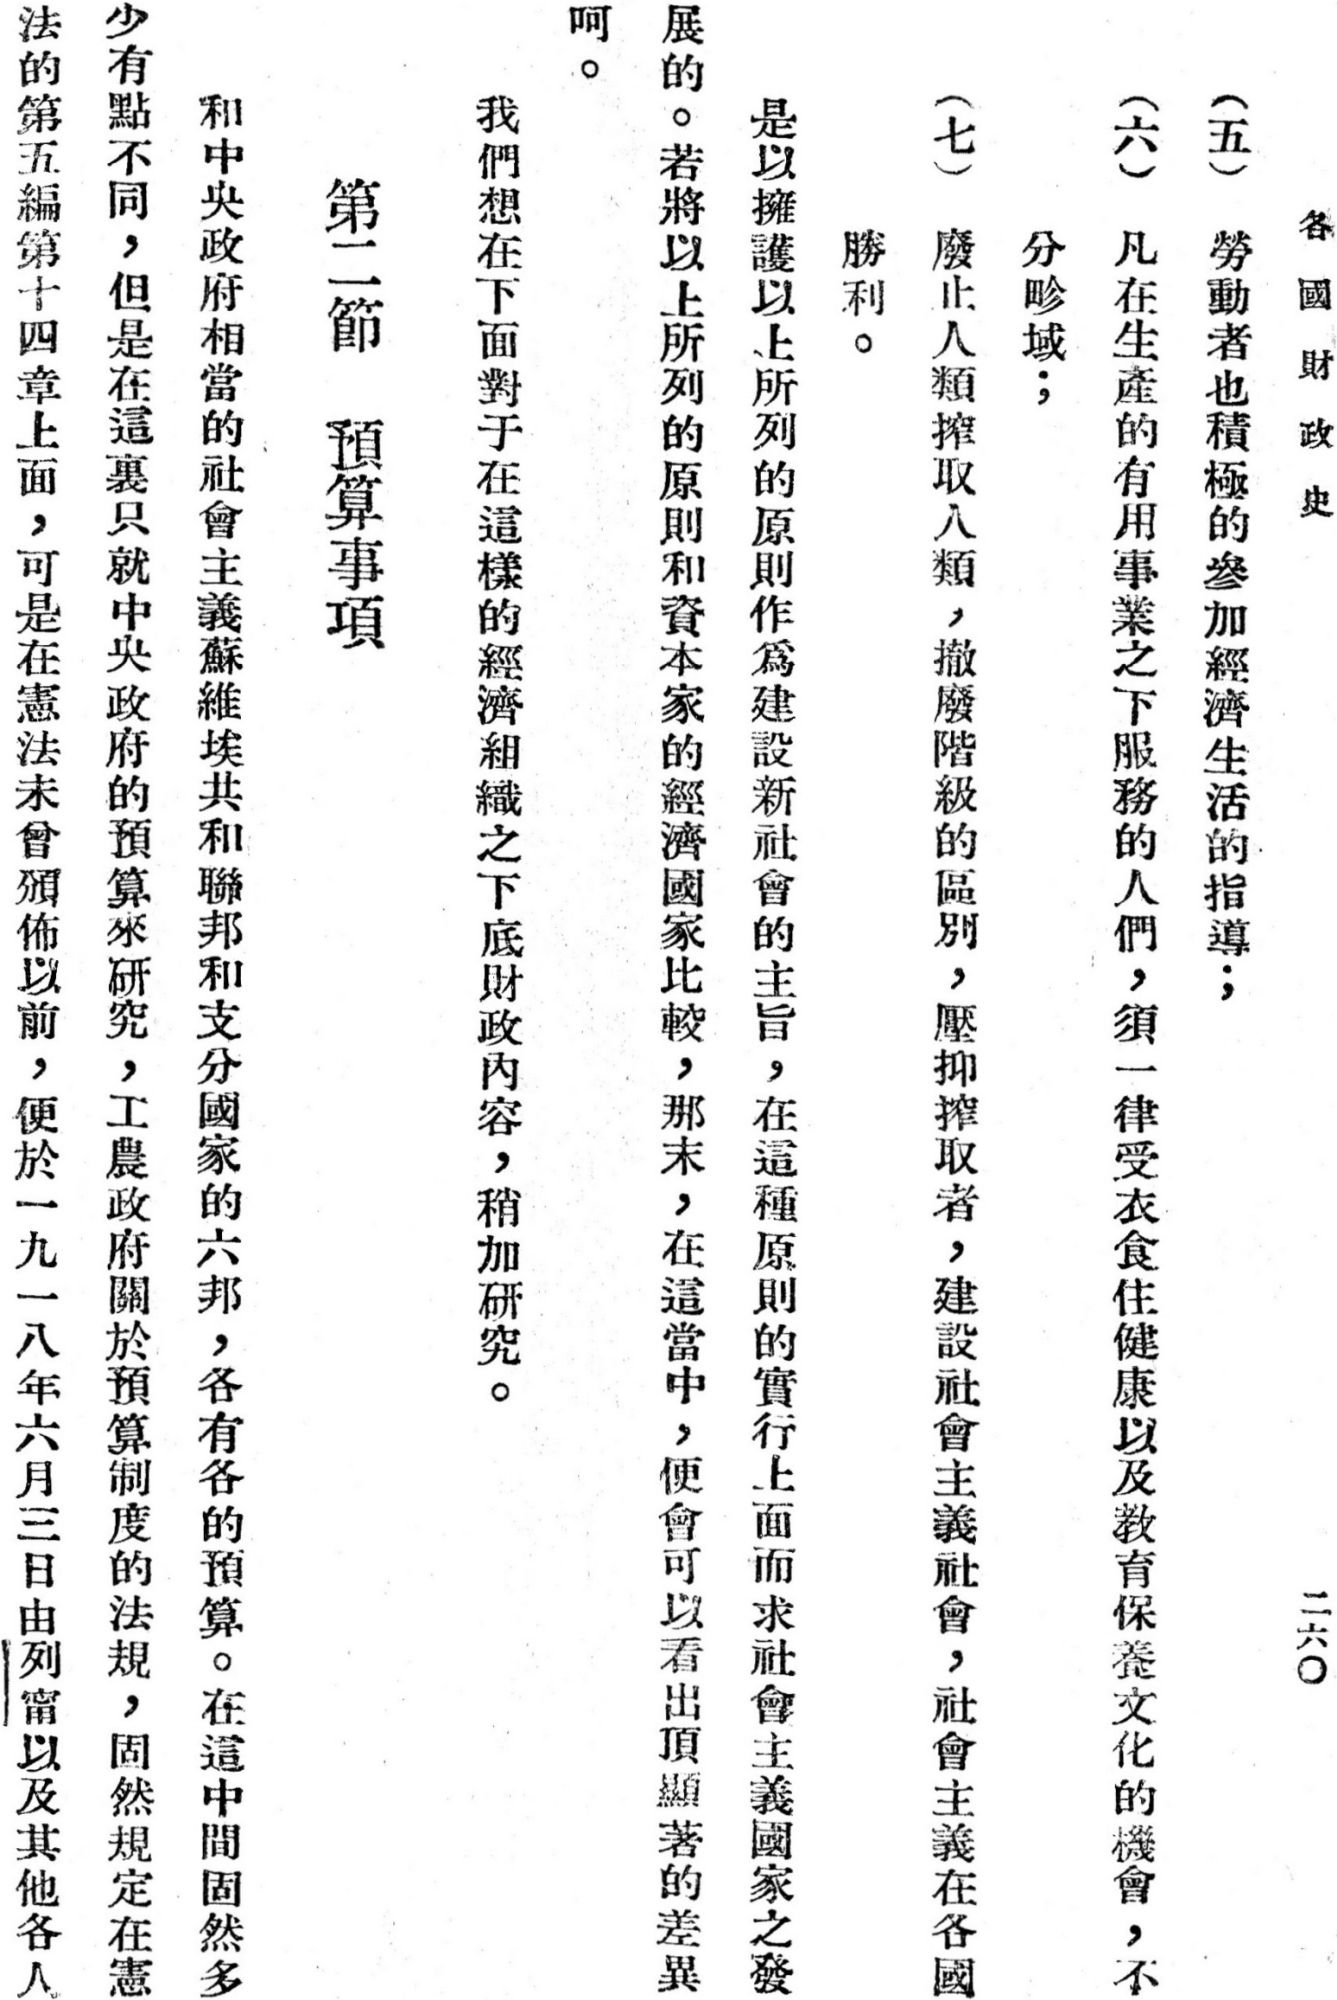 各國財政史
二六〇
（五）　勞動者也積極的參加經濟生活的指導；
（六）　凡在生產的有用事業之下服務的人們，須一律受衣食住健康以及教育保養文化的機會，不
分畛域；
（七）　廢止人類搾取人類，撤廢階級的區別，壓抑搾取者，建設社會主義社會，社會主義在各國
勝利。
是以擁護以上所列的原則作爲建設新社會的主旨，在這種原則的實行上面而求社會主義國家之發
展的。若將以上所列的原則和資本家的經濟國家比較，那末，在這當中，便會可以看出頂顯著的差異
呵。
我們想在下面對于在這樣的經濟組織之下底財政內容，稍加研究。
第二節　預算事項
和中央政府相當的社會主義蘇維埃共和聯邦和支分國家的六邦，各有各的預算。在這中間固然多
少有點不同，但是在這裏只就中央政府的預算來研究，工農政府關於預算制度的法規，固然規定在憲
法的第五編第十四章上面，可是在憲法未曾頒佈以前，便於一九一八年六月三日由列甯以及其他各人